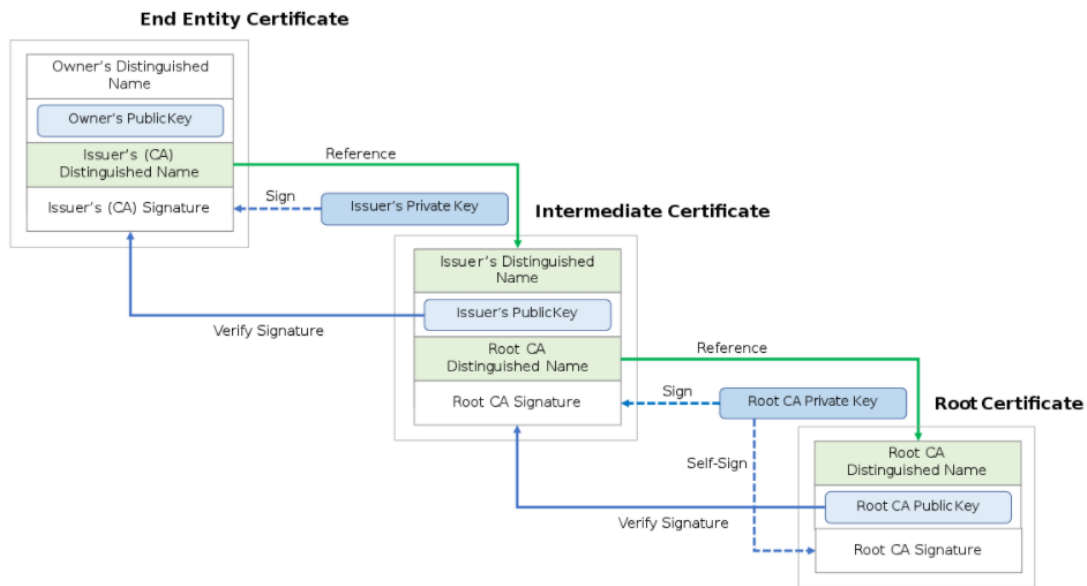 End Entity Certificate
Owner's Distinguished
Name
Owner's PublicKey
Issuer's (CA)
Distinguished Name
Issuer's (CA) Signature
Reference
Sign
Issuer's Private Key
Verify Signature
Intermediate Certificate
Issuer's Distinguished
Name
Issuer's PublicKey
Root CA
Distinguished Name
Root CA Signature
Reference
Sign
Root CA Private Key
Self-Sign
Verify Signature
Root Certificate
Root CA
Distinguished Name
Root CA PublicKey
Root CA Signature